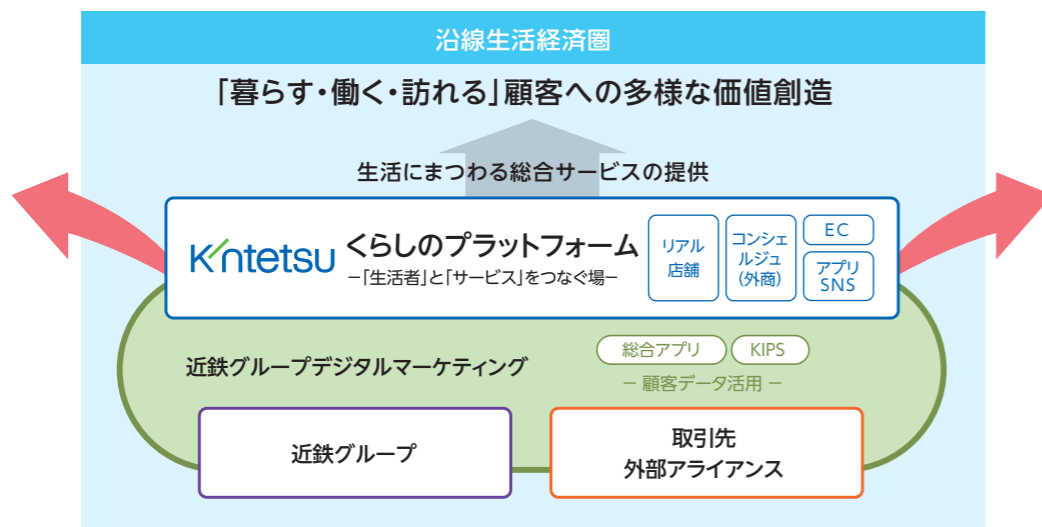 沿線生活経済圏
「暮らす・働く・訪れる」顧客への多様な価値創造
生活にまつわる総合サービスの提供
Kintetsu
くらしのプラットフォーム
−「生活者」と「サービス」をつなぐ場−
リアル
店舗
コンシェ
ルジュ
(外商)
EC
アプリ
SNS
近鉄グループデジタルマーケティング
総合アプリ
KIPS
− 顧客データ活用 −
近鉄グループ
取引先
外部アライアンス